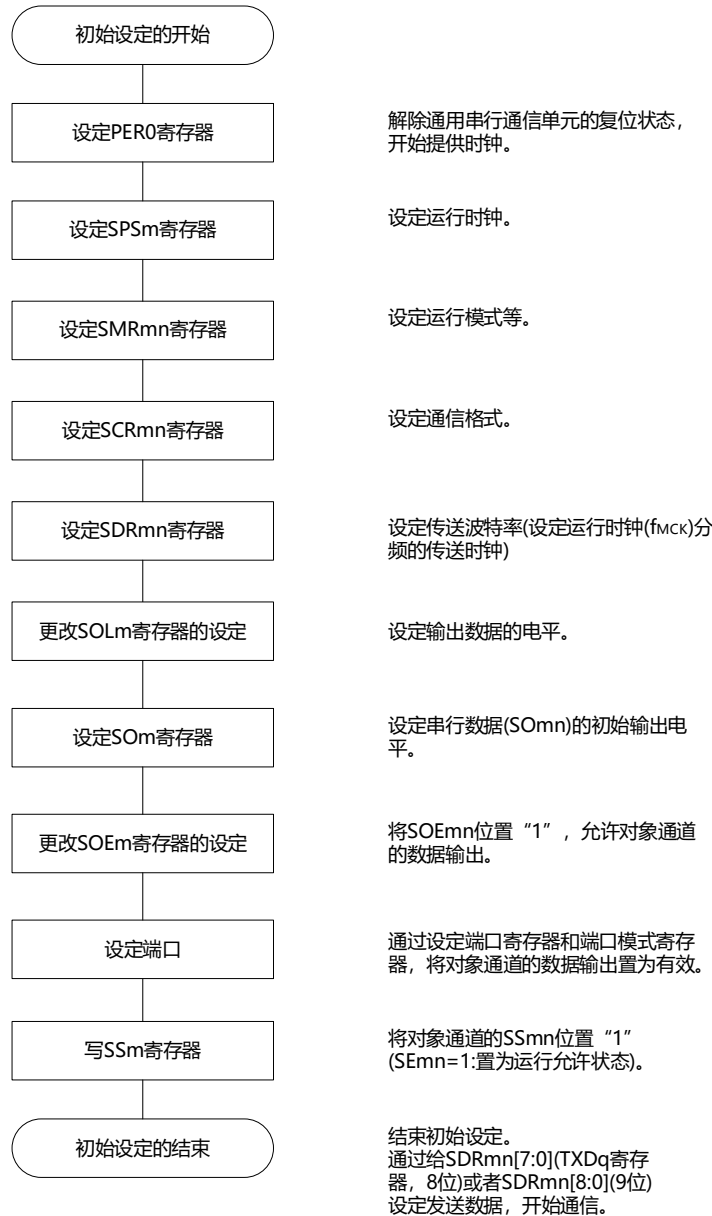 初始设定的开始
设定PER0寄存器
解除通用串行通信单元的复位状态，
开始提供时钟。
设定SPSm寄存器
设定运行时钟。
设定SMRmn寄存器
设定运行模式等。
设定SCRmn寄存器
设定通信格式。
设定SDRmn寄存器
设定传送波特率(设定运行时钟(fMCK)分
频的传送时钟)
更改SOLm寄存器的设定
设定输出数据的电平。
设定SOm寄存器
设定串行数据(SOmn)的初始输出电
平。
更改SOEm寄存器的设定
将SOEmn位置“1”，允许对象通道
的数据输出。
设定端口
通过设定端口寄存器和端口模式寄存
器，将对象通道的数据输出置为有效。
写SSm寄存器
将对象通道的SSmn位置“1”
(SEmn=1:置为运行允许状态)。
初始设定的结束
结束初始设定。
通过给SDRmn[7:0](TXDq寄存
器，8位)或者SDRmn[8:0](9位)
设定发送数据，开始通信。